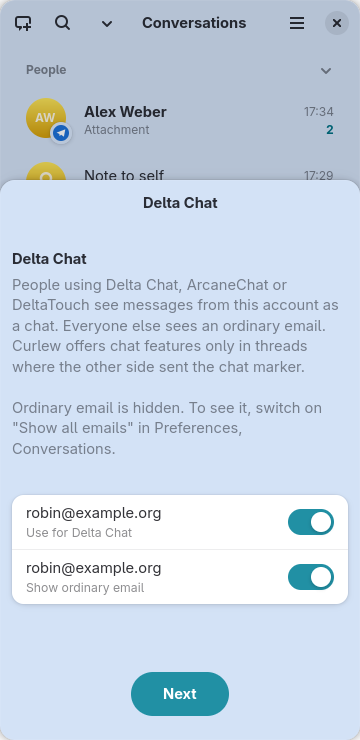 Conversations
People
AW
Alex Weber
17:34
Attachment
2
Note to self
17:29
Delta Chat
Delta Chat
People using Delta Chat, ArcaneChat or
DeltaTouch see messages from this account as
a chat. Everyone else sees an ordinary email.
Curlew offers chat features only in threads
where the other side sent the chat marker.
Ordinary email is hidden. To see it, switch on
"Show all emails" in Preferences,
Conversations.
robin@example.org
Use for Delta Chat
robin@example.org
Show ordinary email
Next